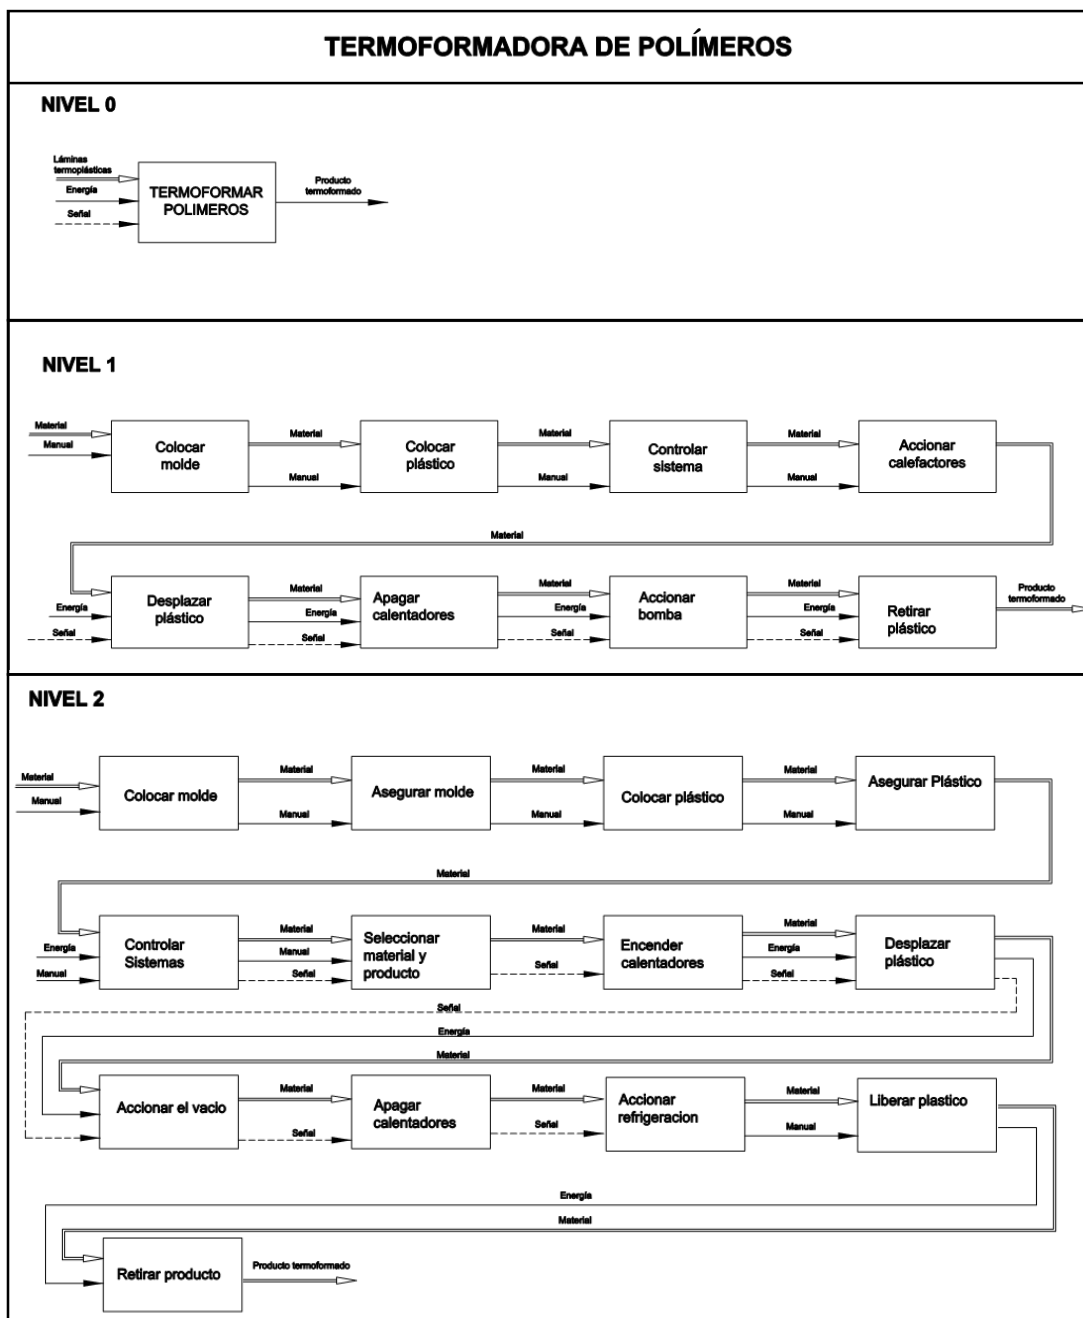 TERMOFORMADORA DE POLÍMEROS
NIVEL 0
Láminas
termoplásticas
Energía
Señal
TERMOFORMAR
POLIMEROS
Producto
termoformado
NIVEL 1
Material
Manual
Colocar
molde
Material
Manual
Colocar
plástico
Material
Manual
Controlar
sistema
Material
Manual
Accionar
calefactores
Material
Energía
Señal
Desplazar
plástico
Material
Energía
Señal
Apagar
calentadores
Material
Energía
Señal
Accionar
bomba
Material
Energía
Señal
Retirar
plástico
Producto
termoformado
NIVEL 2
Material
Manual
Colocar molde
Material
Manual
Asegurar molde
Material
Manual
Colocar plástico
Material
Manual
Asegurar Plástico
Material
Energía
Manual
Controlar
Sistemas
Material
Manual
Señal
Seleccionar
material y
producto
Material
Señal
Encender
calentadores
Material
Energía
Señal
Desplazar
plástico
Señal
Energía
Material
Accionar el vacio
Material
Señal
Apagar
calentadores
Material
Señal
Accionar
refrigeracion
Material
Manual
Liberar plastico
Energía
Material
Retirar producto
Producto termoformado